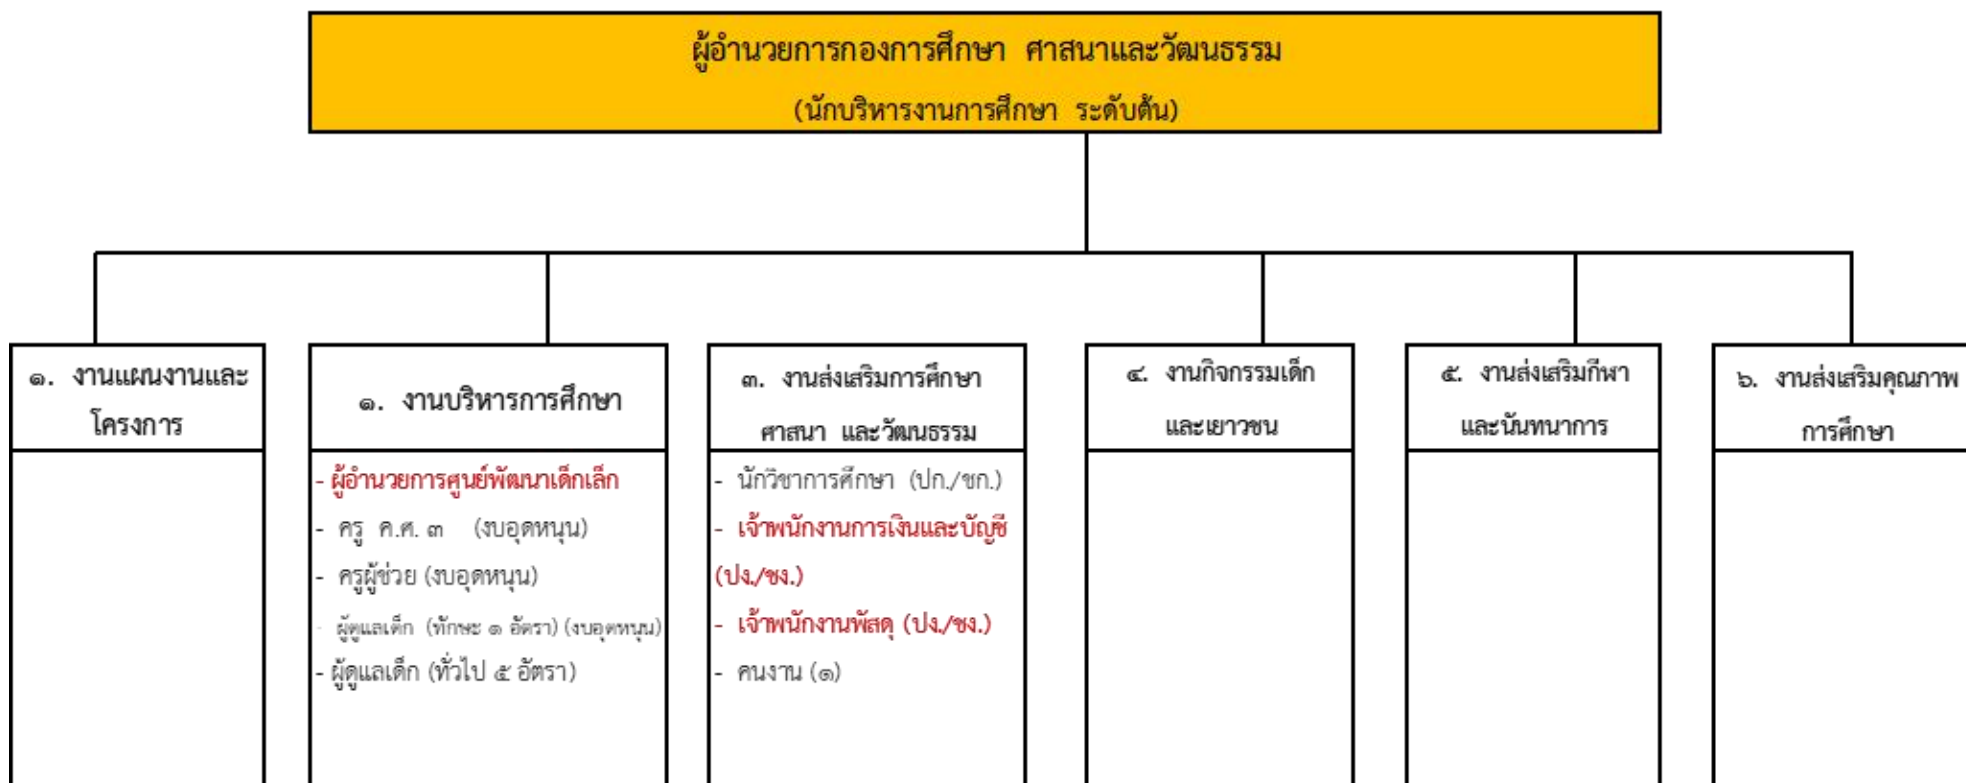 ผู้อำนวยการกองการศึกษา ศาสนาและวัฒนธรรม
(นักบริหารงานการศึกษา ระดับต้น)
๑. งานแผนงานและ
โครงการ
๑. งานบริหารการศึกษา
- ผู้อำนวยการศูนย์พัฒนาเด็กเล็ก
- ครู ค.ศ. ๓ (งบอุดหนุน)
- ครูผู้ช่วย (งบอุดหนุน)
- ผู้ดูแลเด็ก (ทักษะ ๑ อัตรา) (งบอุดหนุน)
- ผู้ดูแลเด็ก (ทั่วไป ๕ อัตรา)
๓. งานส่งเสริมการศึกษา
ศาสนา และวัฒนธรรม
- นักวิชาการศึกษา (ปก./ชก.)
- เจ้าพนักงานการเงินและบัญชี
(ปง./ชง.)
- เจ้าพนักงานพัสดุ (ปง./ชง.)
- คนงาน (๑)
๔. งานกิจกรรมเด็ก
และเยาวชน
๕. งานส่งเสริมกีฬา
และนันทนาการ
๖. งานส่งเสริมคุณภาพ
การศึกษา